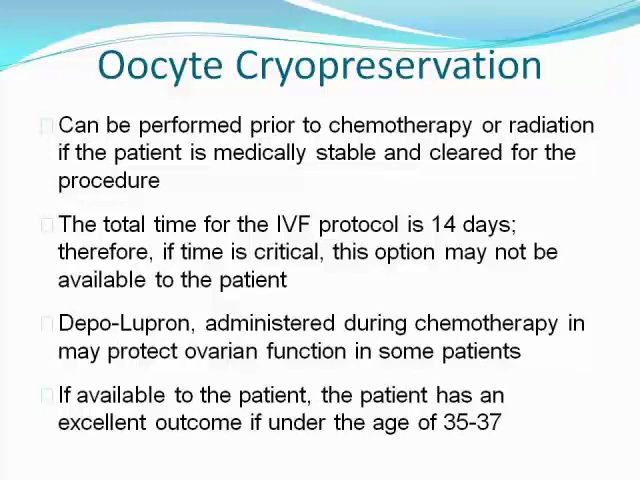 Oocyte Cryopreservation
Can be performed prior to chemotherapy or radiation
if the patient is medically stable and cleared for the
procedure
The total time for the IVF protocol is 14 days;
therefore, if time is critical, this option may not be
available to the patient
Depo-Lupron, administered during chemotherapy in
may protect ovarian function in some patients
If available to the patient, the patient has an
excellent outcome if under the age of 35-37